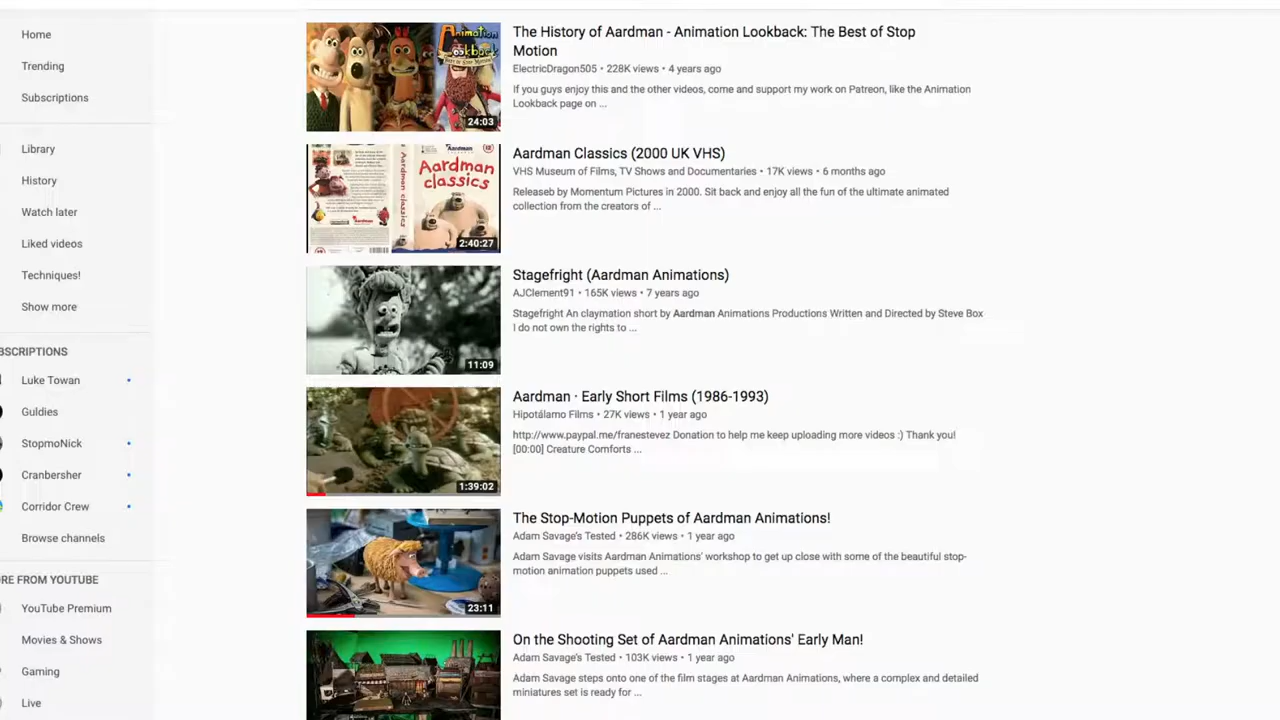 Home
Trending
Subscriptions
Library
History
Watch later
Liked videos
Techniques!
Show more
BSCRIPTIONS
Luke Towan
Guldies
StopmoNick
Cranbersher
Corridor Crew
Browse channels
RE FROM YOUTUBE
YouTube Premium
Movies & Shows
Gaming
Live
Animation
Lookback
BEST OF STOP MOTION
24:03
The History of Aardman - Animation Lookback: The Best of Stop
Motion
ElectricDragon505 • 228K views • 4 years ago
If you guys enjoy this and the other videos, come and support my work on Patreon, like the Animation
Lookback page on ...
Aardman classics
Aardman
Aardman
classics
2:40:27
Aardman Classics (2000 UK VHS)
VHS Museum of Films, TV Shows and Documentaries • 17K views • 6 months ago
Releaseb by Momentum Pictures in 2000. Sit back and enjoy all the fun of the ultimate animated
collection from the creators of ...
11:09
Stagefright (Aardman Animations)
AJClement91 • 165K views • 7 years ago
Stagefright An claymation short by Aardman Animations Productions Written and Directed by Steve Box
I do not own the rights to ...
1:39:02
Aardman · Early Short Films (1986-1993)
Hipotálamo Films • 27K views • 1 year ago
http://www.paypal.me/franestevez Donation to help me keep uploading more videos :) Thank you!
[00:00] Creature Comforts ...
23:11
The Stop-Motion Puppets of Aardman Animations!
Adam Savage's Tested • 286K views • 1 year ago
Adam Savage visits Aardman Animations' workshop to get up close with some of the beautiful stop-
motion animation puppets used ...
On the Shooting Set of Aardman Animations' Early Man!
Adam Savage's Tested • 103K views • 1 year ago
Adam Savage steps onto one of the film stages at Aardman Animations, where a complex and detailed
miniatures set is ready for ...